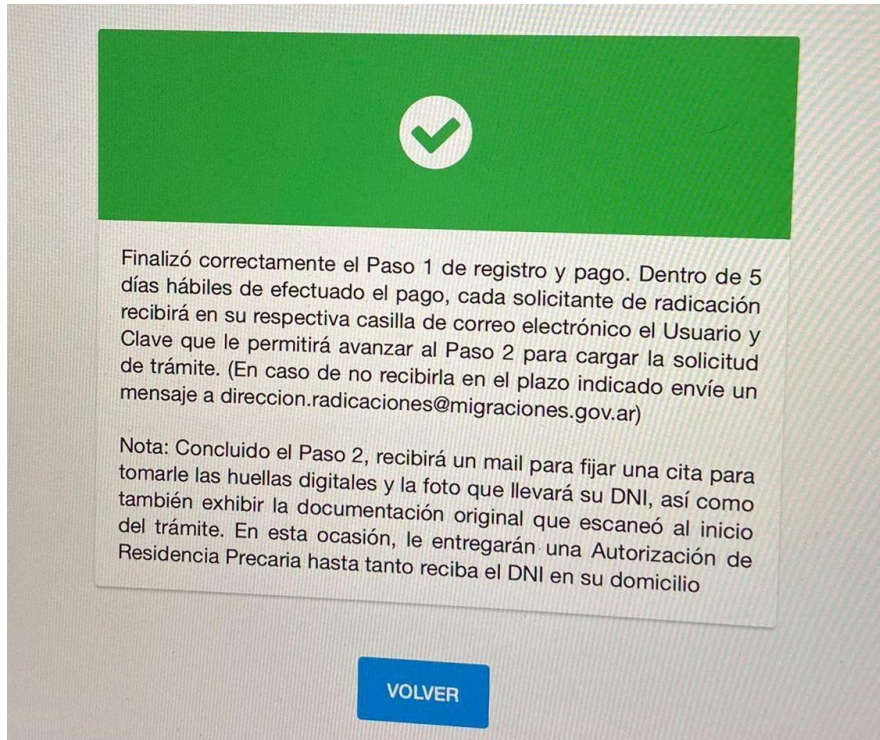 Finalizó correctamente el Paso 1 de registro y pago. Dentro de 5
días hábiles de efectuado el pago, cada solicitante de radicación
recibirá en su respectiva casilla de correo electrónico el Usuario y
Clave que le permitirá avanzar al Paso 2 para cargar la solicitud
de trámite. (En caso de no recibirla en el plazo indicado envíe un
mensaje a direccion.radicaciones@migraciones.gov.ar)
Nota: Concluido el Paso 2, recibirá un mail para fijar una cita para
tomarle las huellas digitales y la foto que llevará su DNI, así como
también exhibir la documentación original que escaneó al inicio
del trámite. En esta ocasión, le entregarán una Autorización de
Residencia Precaria hasta tanto reciba el DNI en su domicilio
VOLVER